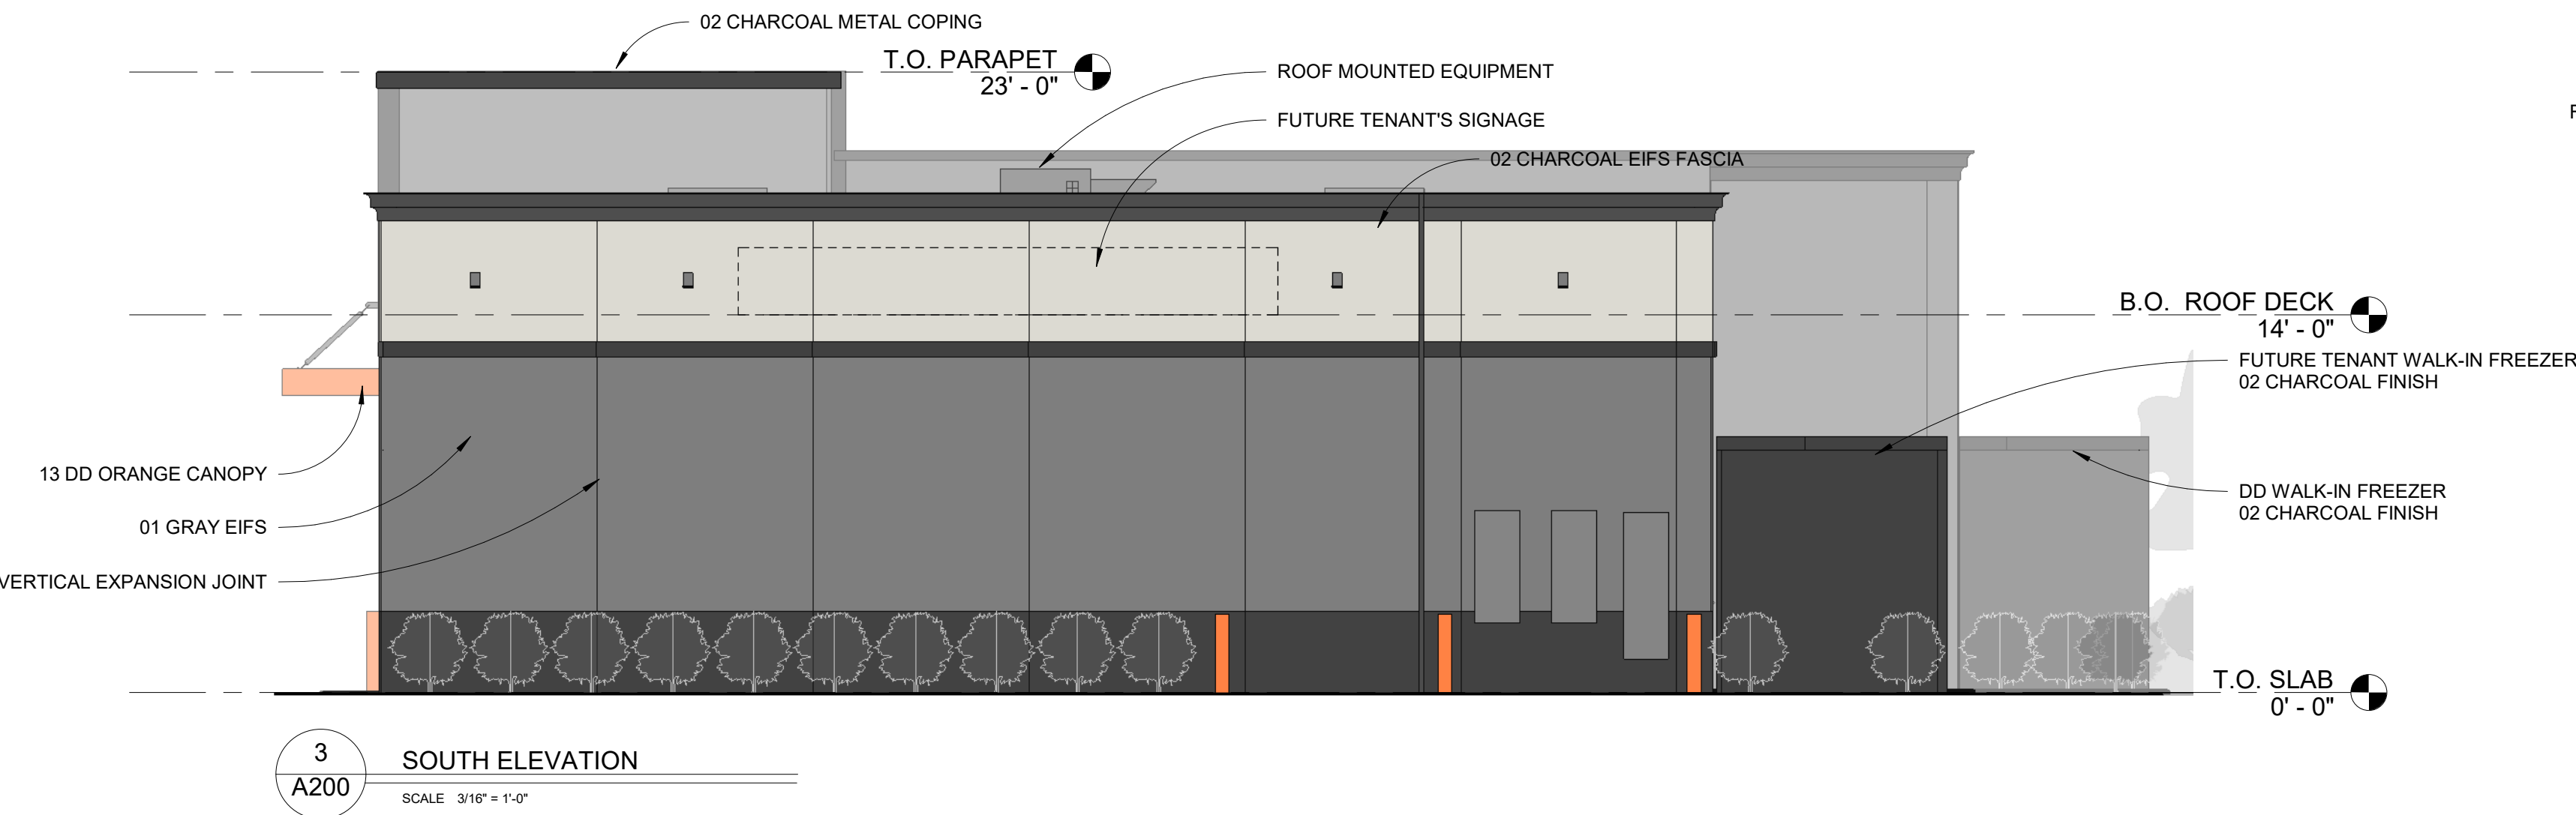 02 CHARCOAL METAL COPING
T.O. PARAPET
23' - 0"
ROOF MOUNTED EQUIPMENT
FUTURE TENANT'S SIGNAGE
02 CHARCOAL EIFS FASCIA
B.O. ROOF DECK
14' - 0"
FUTURE TENANT WALK-IN FREEZER
02 CHARCOAL FINISH
13 DD ORANGE CANOPY
01 GRAY EIFS
DD WALK-IN FREEZER
02 CHARCOAL FINISH
VERTICAL EXPANSION JOINT
T.O. SLAB
0' - 0"
3
A200
SOUTH ELEVATION
SCALE 3/16" = 1'-0"